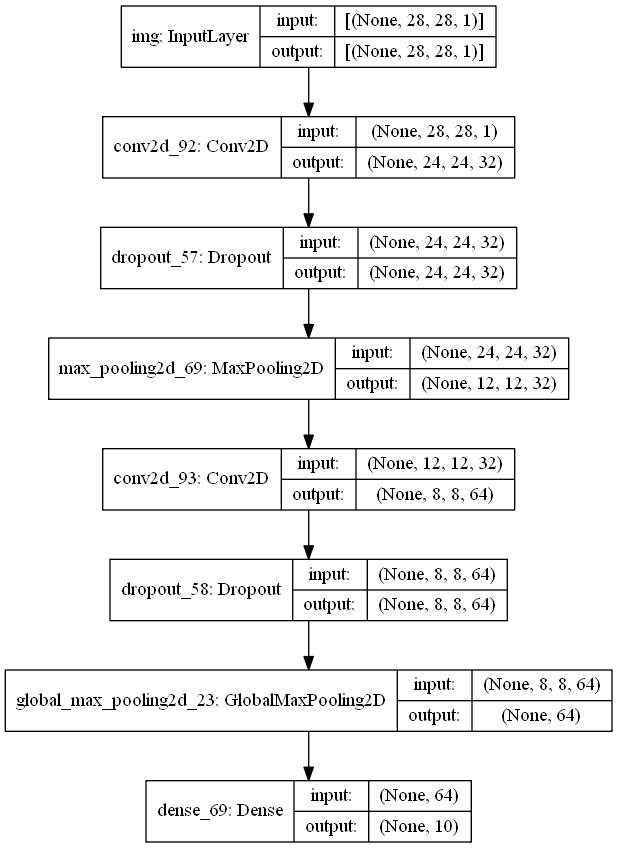 img: InputLayer
input:
[(None, 28, 28, 1)]
output:
[(None, 28, 28, 1)]
conv2d_92: Conv2D
input:
(None, 28, 28, 1)
output:
(None, 24, 24, 32)
dropout_57: Dropout
input:
(None, 24, 24, 32)
output:
(None, 24, 24, 32)
max_pooling2d_69: MaxPooling2D
input:
(None, 24, 24, 32)
output:
(None, 12, 12, 32)
conv2d_93: Conv2D
input:
(None, 12, 12, 32)
output:
(None, 8, 8, 64)
dropout_58: Dropout
input:
(None, 8, 8, 64)
output:
(None, 8, 8, 64)
global_max_pooling2d_23: GlobalMaxPooling2D
input:
(None, 8, 8, 64)
output:
(None, 64)
dense_69: Dense
input:
(None, 64)
output:
(None, 10)